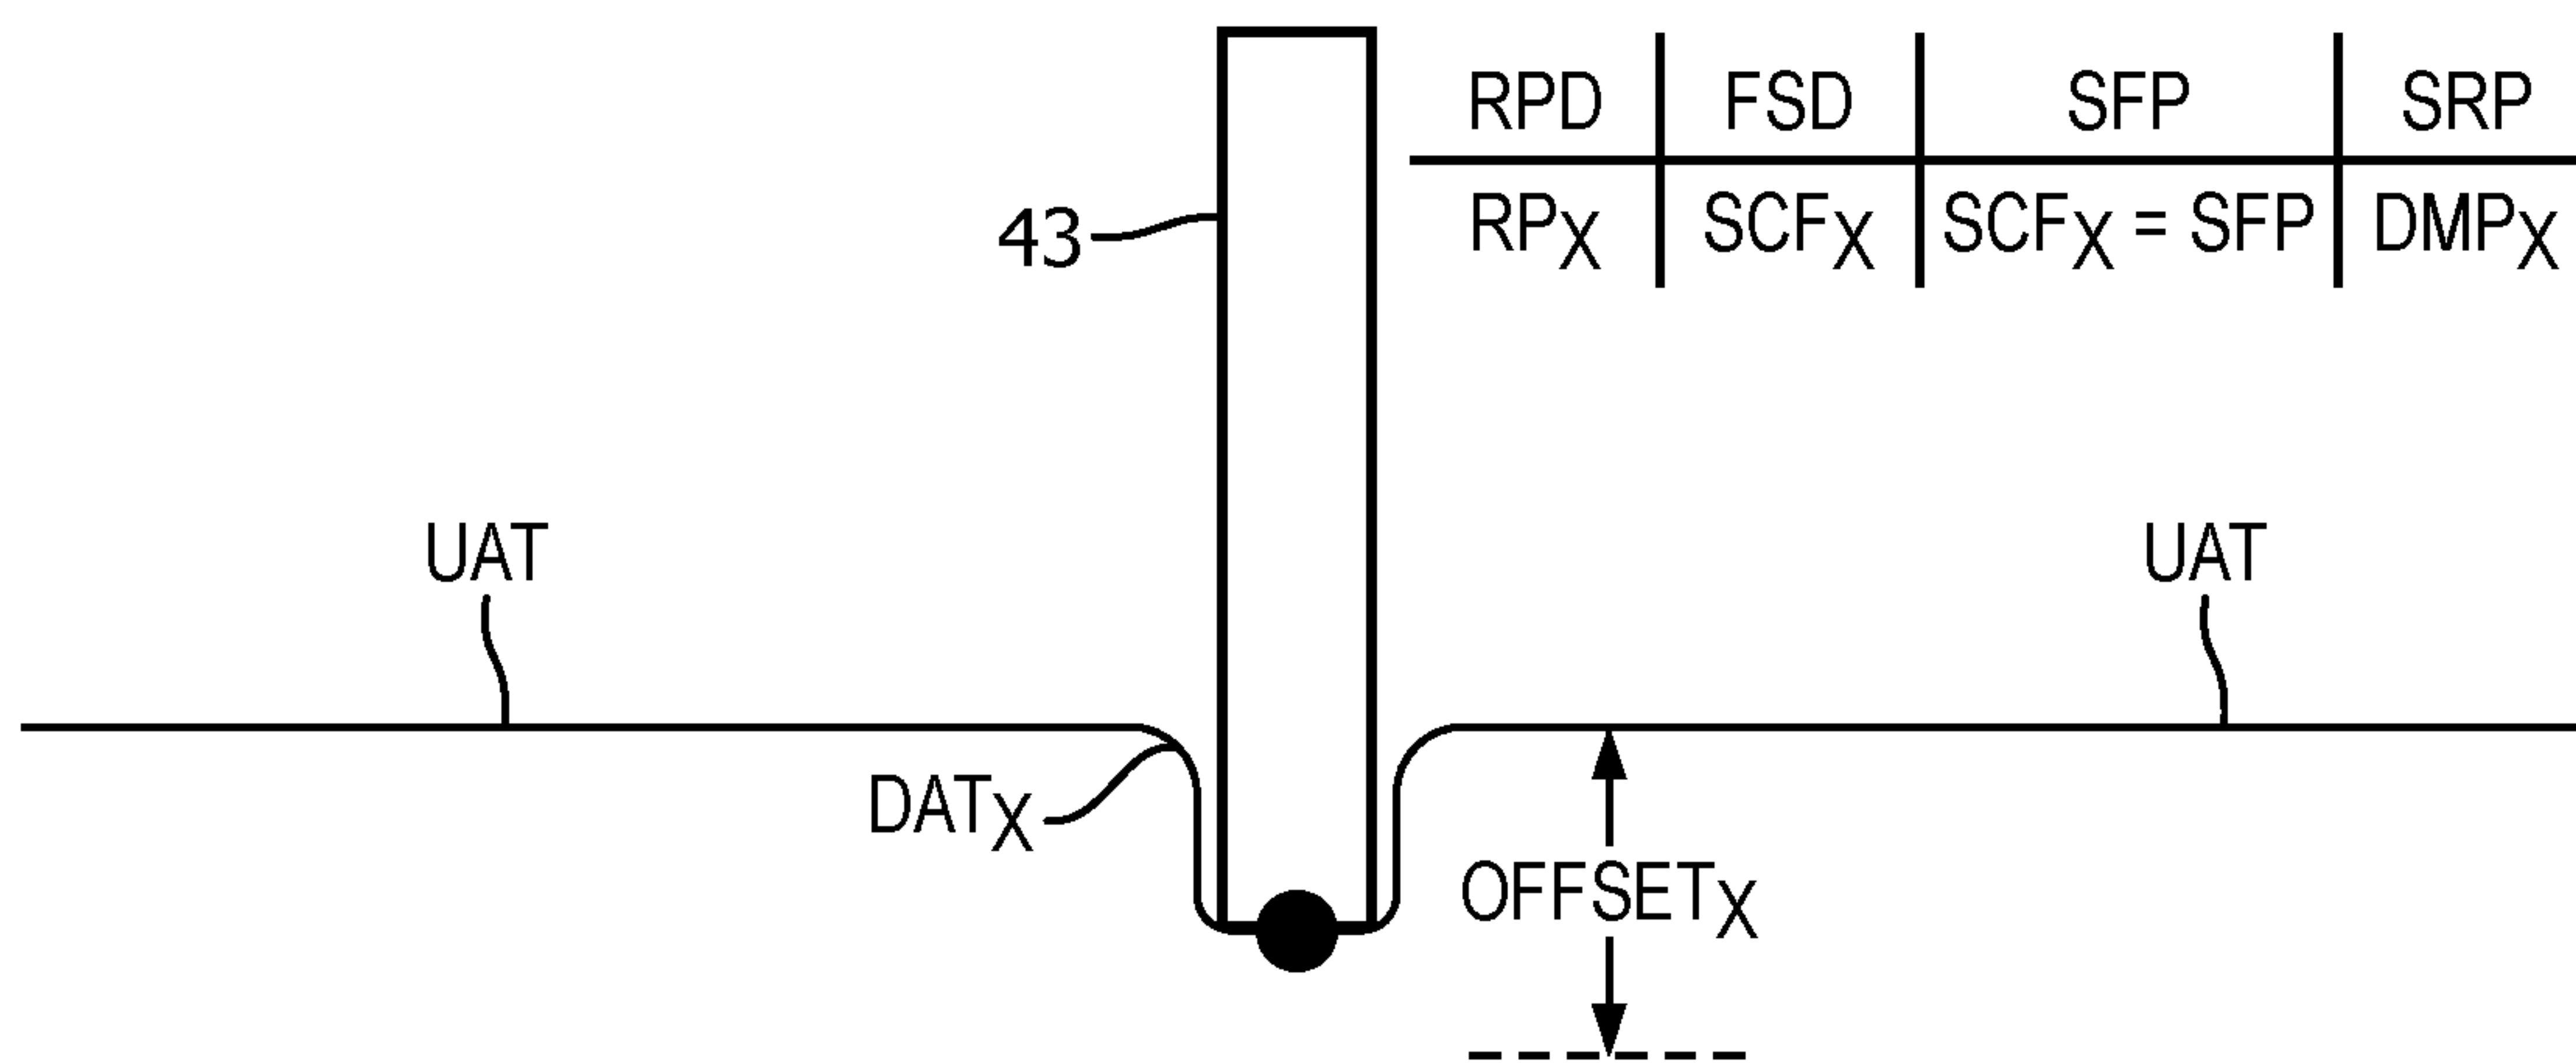 RPD FSD SFP SRP
RPX SCFX SCFX = SFP DMPX
43
UAT UAT
DATX
OFFSETX